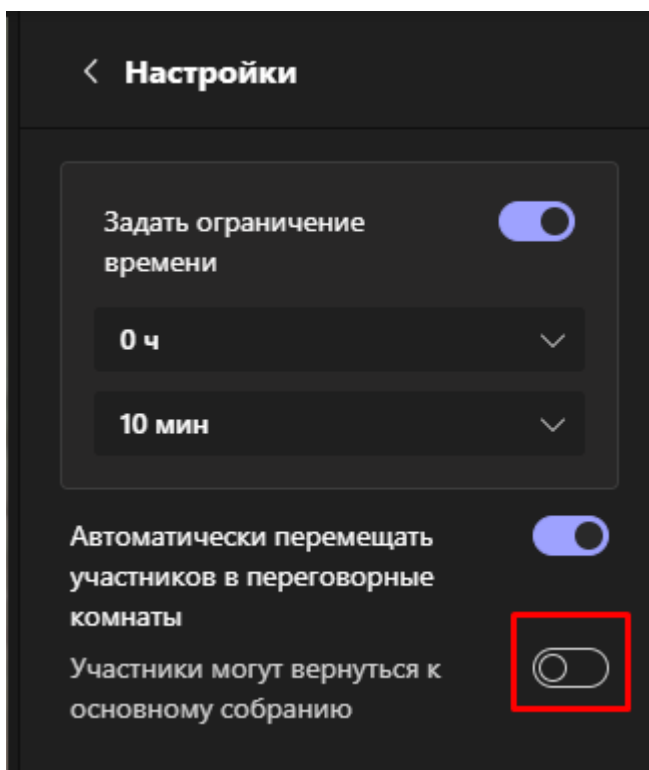 Настройки
Задать ограничение
времени
0 ч
10 мин
Автоматически перемещать
участников в переговорные
комнаты
Участники могут вернуться к
основному собранию